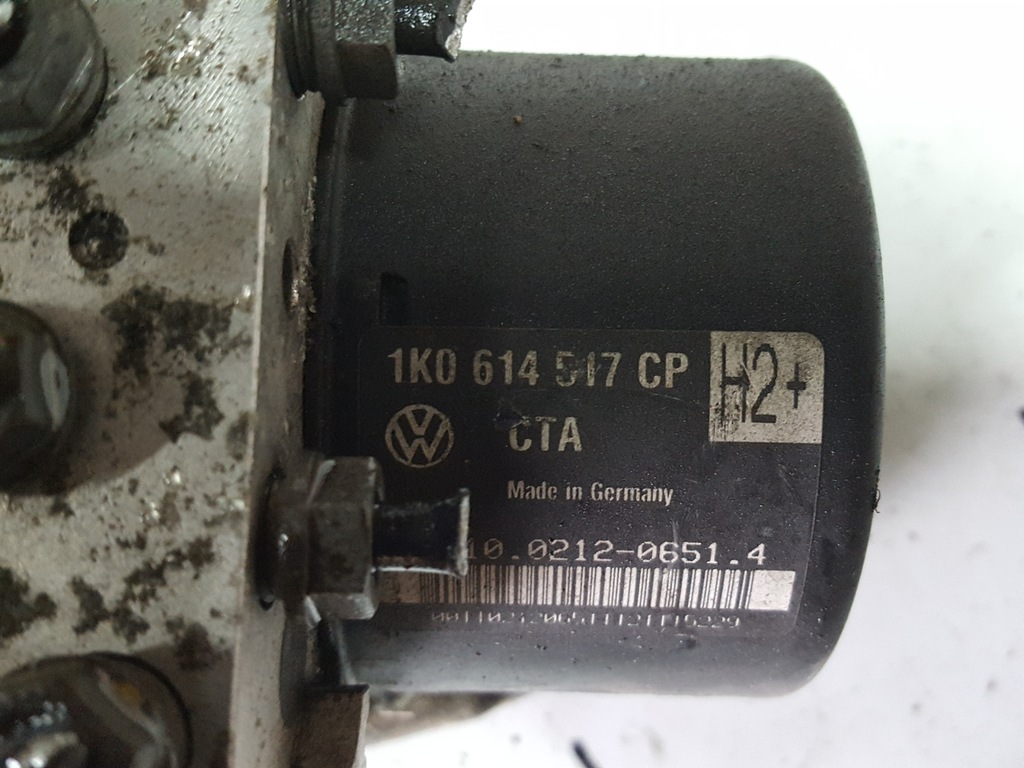 1K0 614 517 CP
H2+
CTA
Made in Germany
10.0212-0651.4